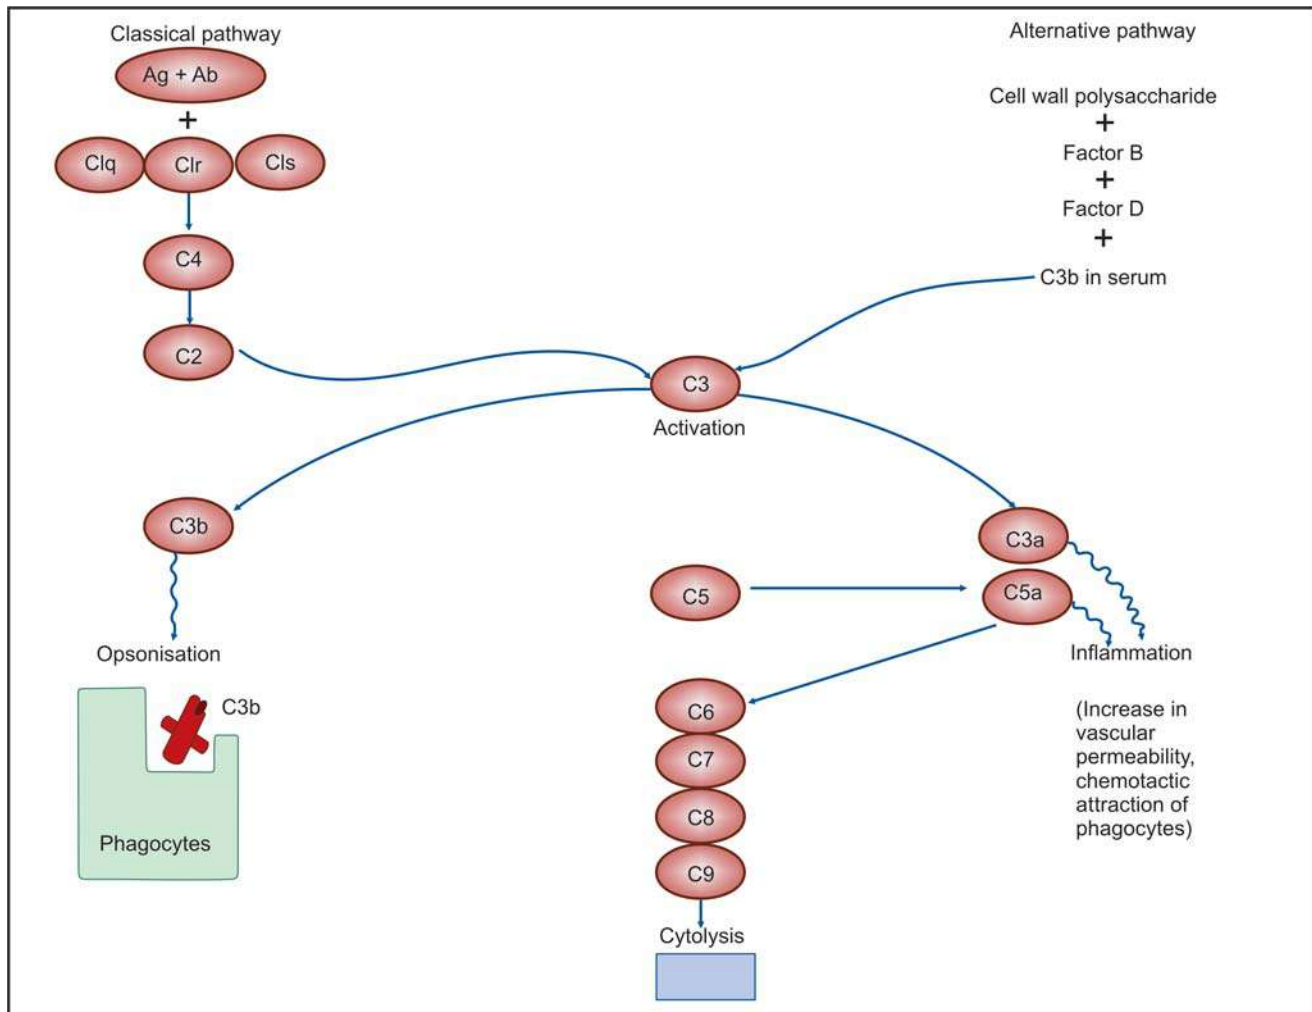 Classical pathway
Ag + Ab
+
Clq
Clr
Cls
C4
C2
Alternative pathway
Cell wall polysaccharide
+
Factor B
+
Factor D
+
C3b in serum
C3
Activation
C3b
Opsonisation
C3b
Phagocytes
C3a
C5
C5a
Inflammation
(Increase in
vascular
permeability,
chemotactic
attraction of
phagocytes)
C6
C7
C8
C9
Cytolysis